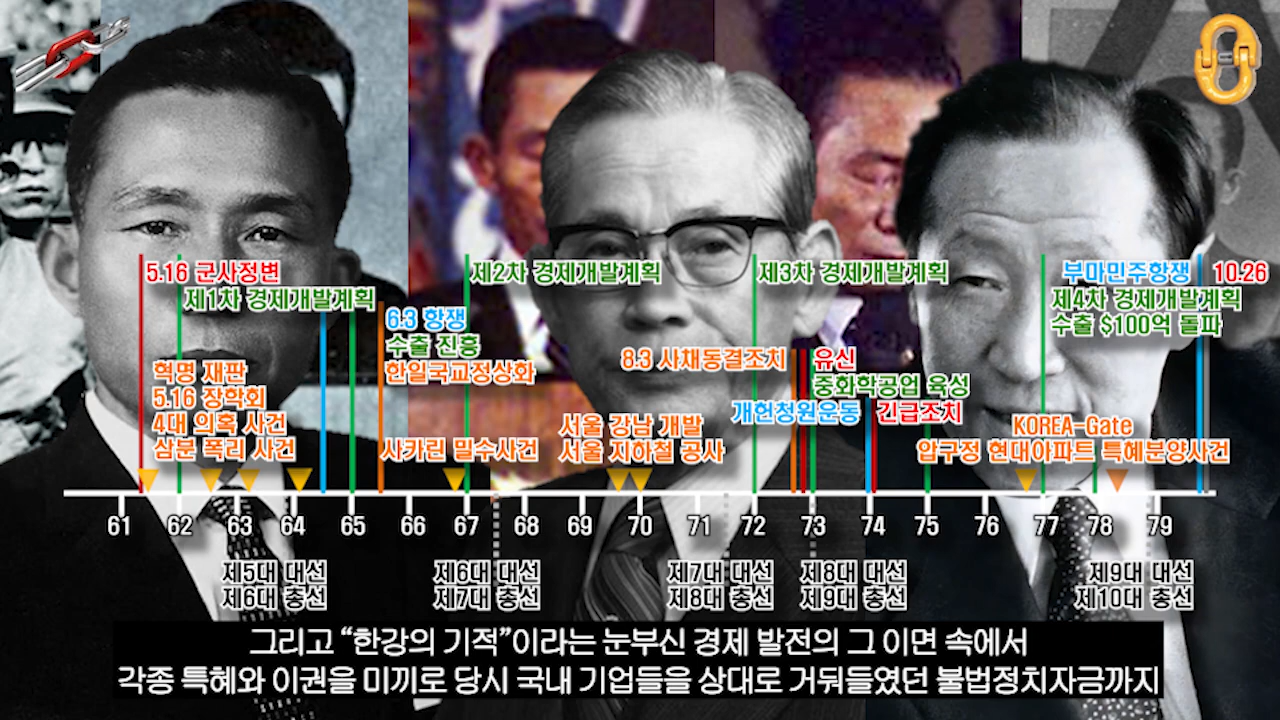 5.16 군사정변
제1차 경제개발계획
6.3 항쟁
수출 진흥
한일국교정상화
혁명 재판
5.16 장학회
4대 의혹 사건
삼분 폭리 사건
사카린 밀수사건
제2차 경제개발계획
서울 강남 개발
서울 지하철 공사
제3차 경제개발계획
8.3 사채동결조치
유신
중화학공업 육성
개헌청원운동
긴급조치
부마민주항쟁
10.26
제4차 경제개발계획
수출 $100억 돌파
KOREA-Gate
압구정 현대아파트 특혜분양사건
61 62 63 64 65 66 67 68 69 70 71 72 73 74 75 76 77 78 79
제5대 대선
제6대 총선
제6대 대선
제7대 총선
제7대 대선
제8대 총선
제8대 대선
제9대 총선
제9대 대선
제10대 총선
그리고 “한강의 기적”이라는 눈부신 경제 발전의 그 이면 속에서
각종 특혜와 이권을 미끼로 당시 국내 기업들을 상대로 거둬들였던 불법정치자금까지